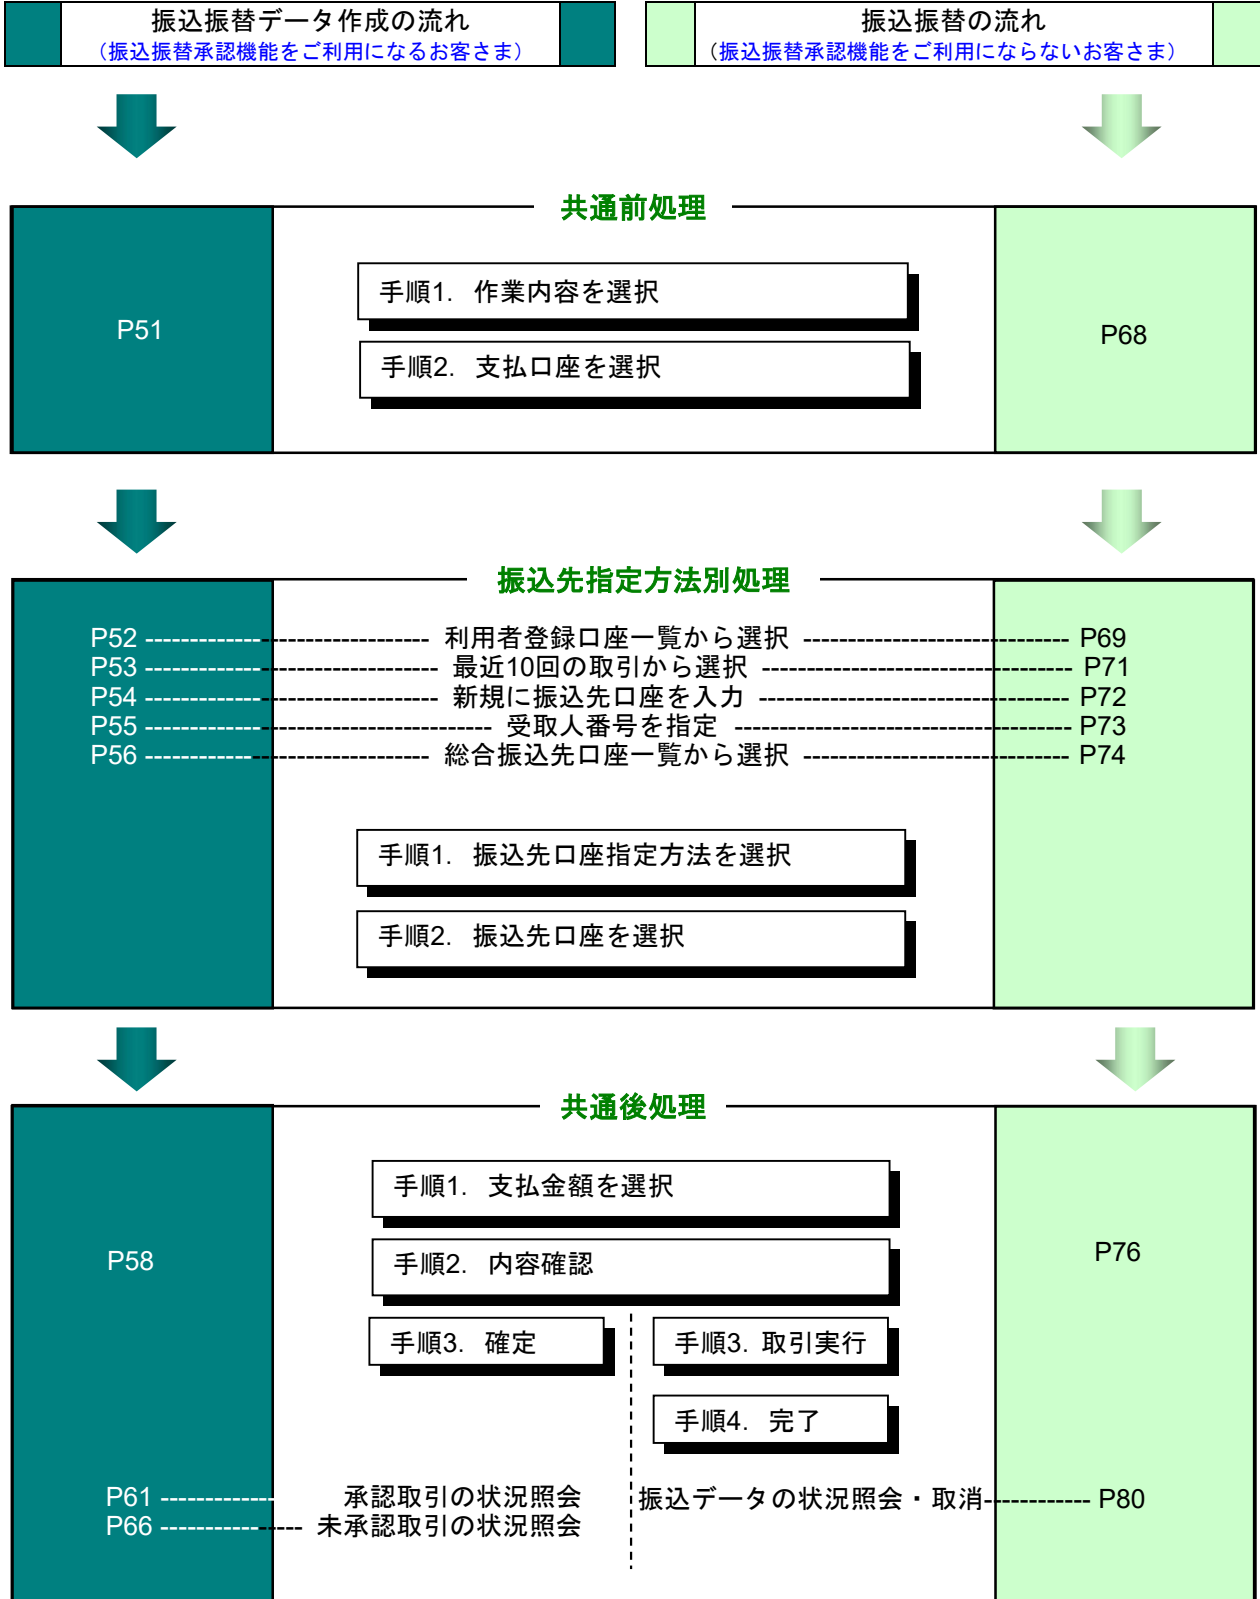 振込振替データ作成の流れ
（振込振替承認機能をご利用になるお客さま）
振込振替の流れ
（振込振替承認機能をご利用にならないお客さま）
共通前処理
P51
手順1． 作業内容を選択
手順2． 支払口座を選択
P68
振込先指定方法別処理
P52 利用者登録口座一覧から選択 P69
P53 最近10回の取引から選択 P71
P54 新規に振込先口座を入力 P72
P55 受取人番号を指定 P73
P56 総合振込先口座一覧から選択 P74
手順1． 振込先口座指定方法を選択
手順2． 振込先口座を選択
共通後処理
P58
手順1． 支払金額を選択
手順2． 内容確認
P76
手順3． 確定
手順3．取引実行
手順4． 完了
P61 承認取引の状況照会
P66 未承認取引の状況照会
振込データの状況照会・取消 P80